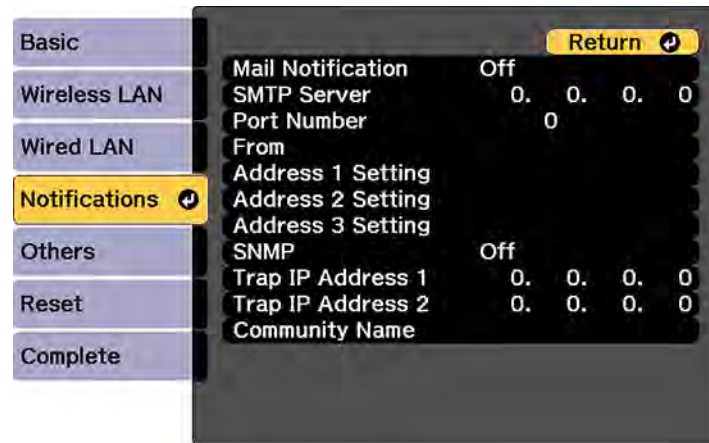 Basic
Wireless LAN
Wired LAN
Notifications
Others
Reset
Complete
Return
Mail Notification Off
SMTP Server 0. 0. 0. 0
Port Number 0
From
Address 1 Setting
Address 2 Setting
Address 3 Setting
SNMP Off
Trap IP Address 1 0. 0. 0. 0
Trap IP Address 2 0. 0. 0. 0
Community Name